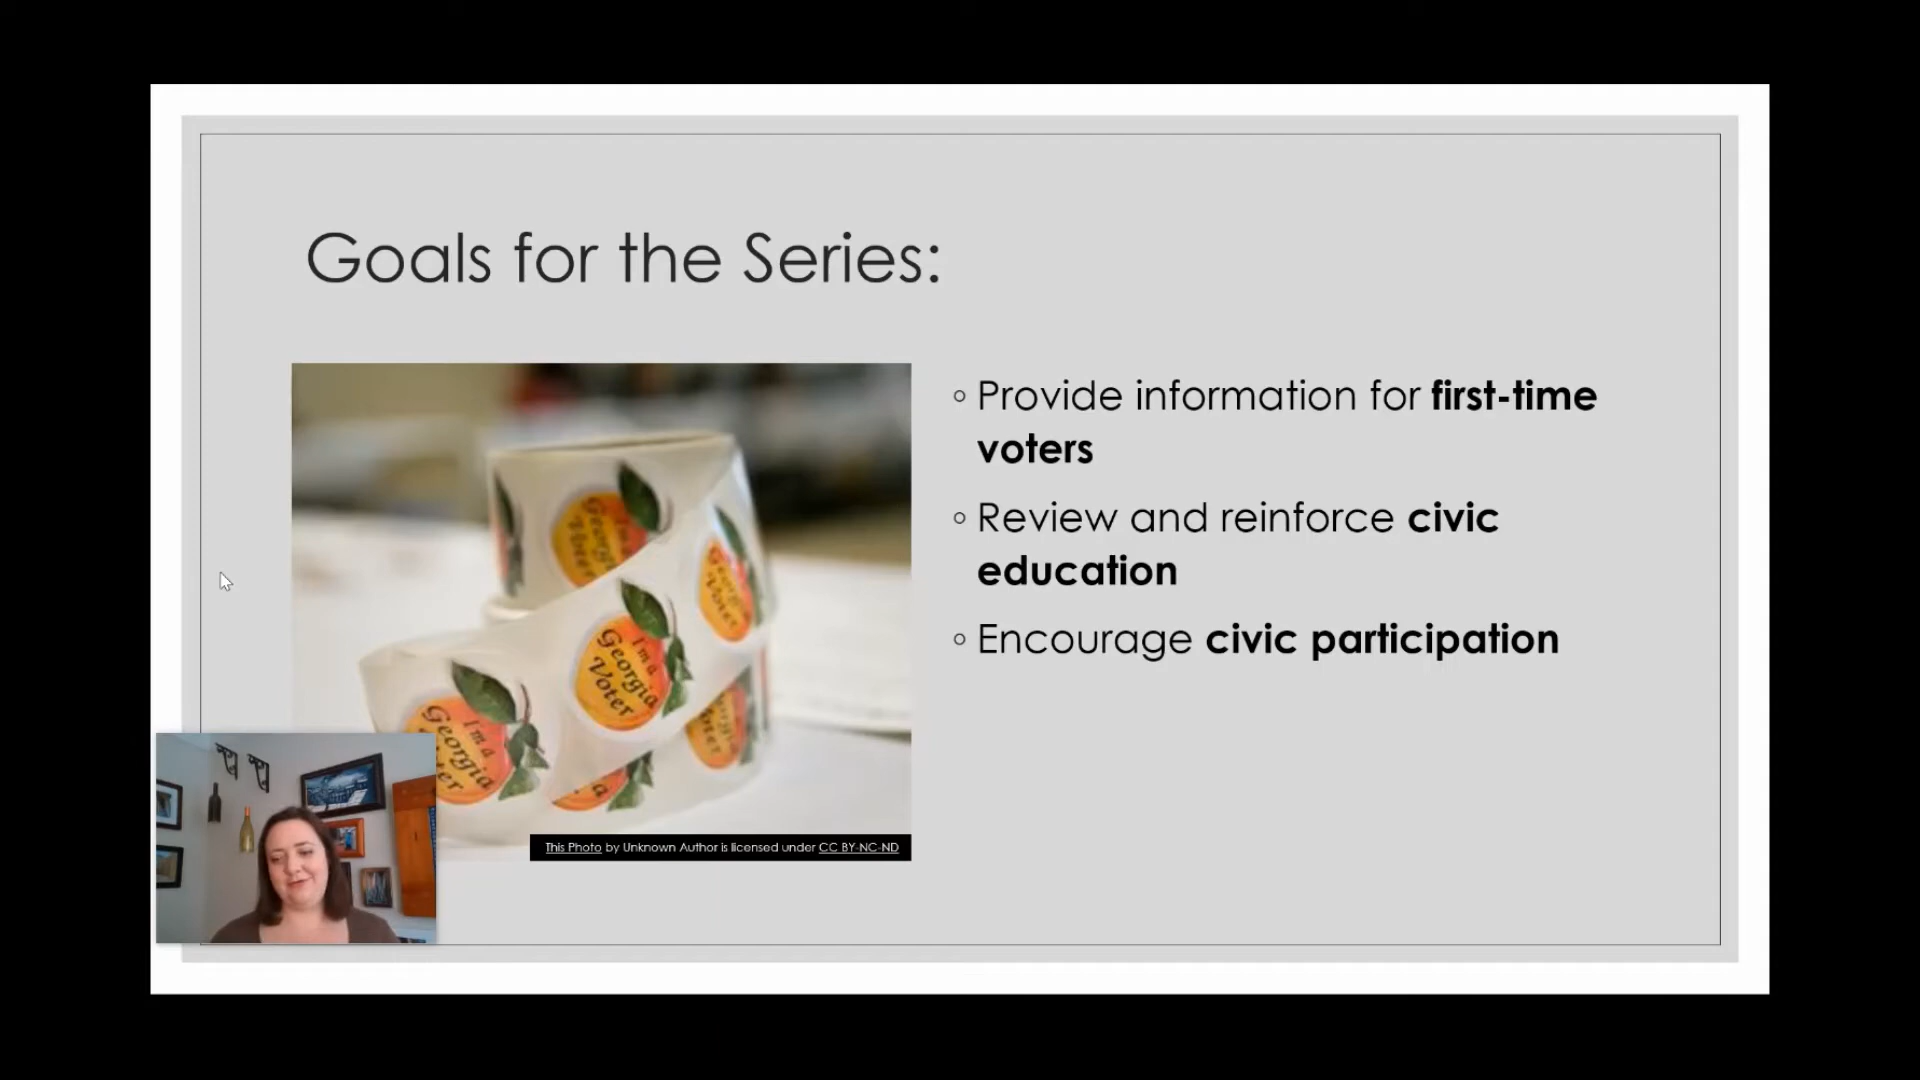 Goals for the Series:
◦ Provide information for first-time
voters
◦ Review and reinforce civic
education
◦ Encourage civic participation
I'm a
Georgia
Voter
I'm a
Georgia
This Photo by Unknown Author is licensed under CC BY-NC-ND